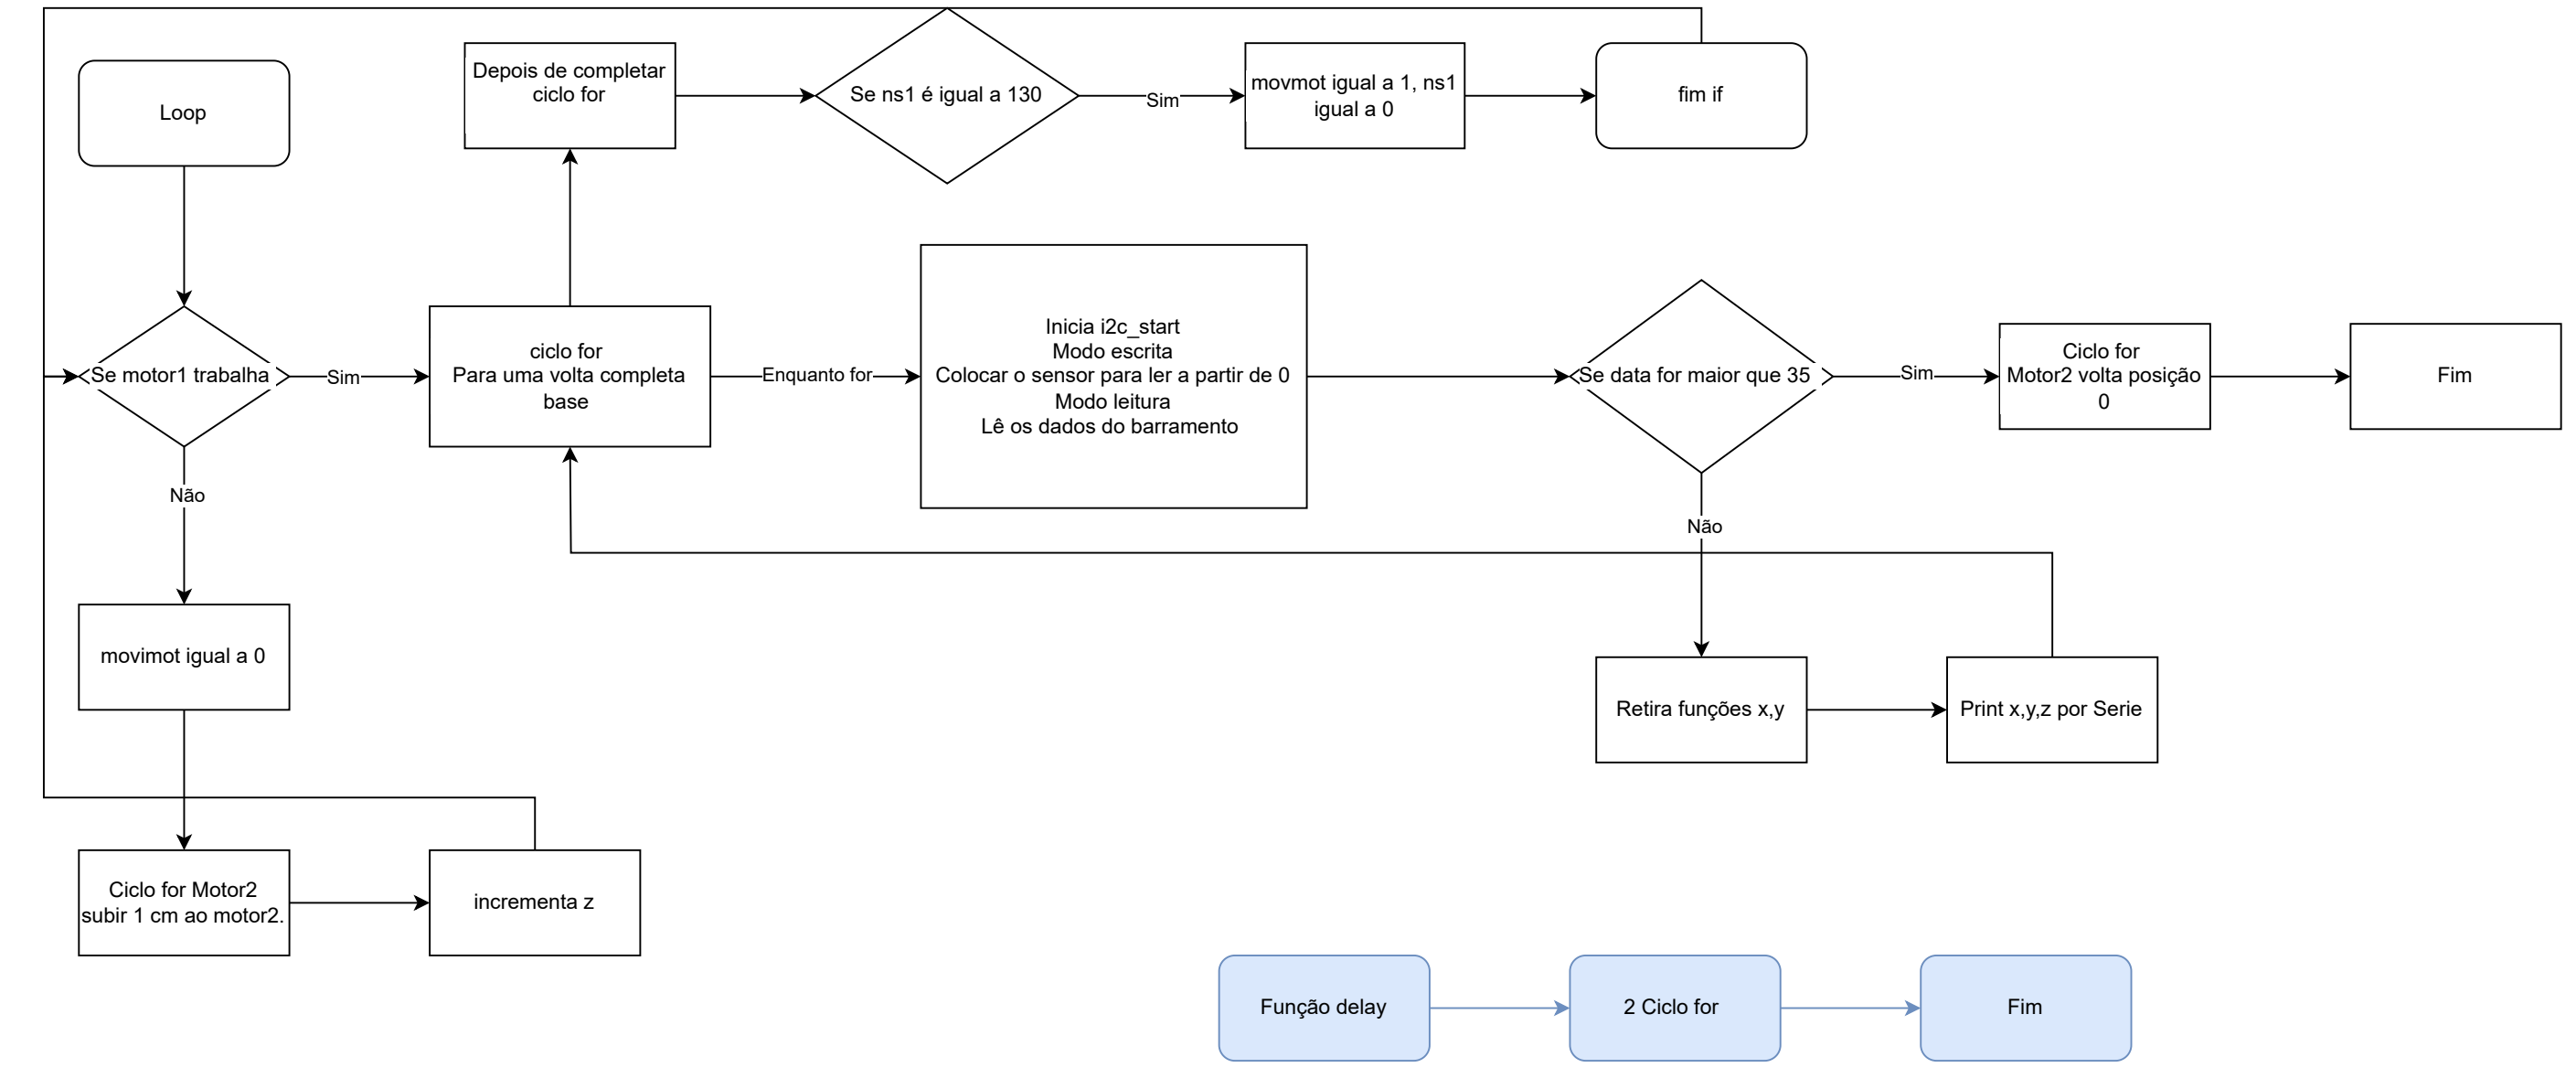 Loop
Depois de completar
ciclo for
Se ns1 é igual a 130
Sim
movmot igual a 1, ns1
igual a 0
fim if
Se motor1 trabalha
Sim
ciclo for
Para uma volta completa
base
Enquanto for
Inicia i2c_start
Modo escrita
Colocar o sensor para ler a partir de 0
Modo leitura
Lê os dados do barramento
Se data for maior que 35
Sim
Ciclo for
Motor2 volta posição
0
Fim
Não
Não
movimot igual a 0
Retira funções x,y
Print x,y,z por Serie
Ciclo for Motor2
subir 1 cm ao motor2.
incrementa z
Função delay
2 Ciclo for
Fim